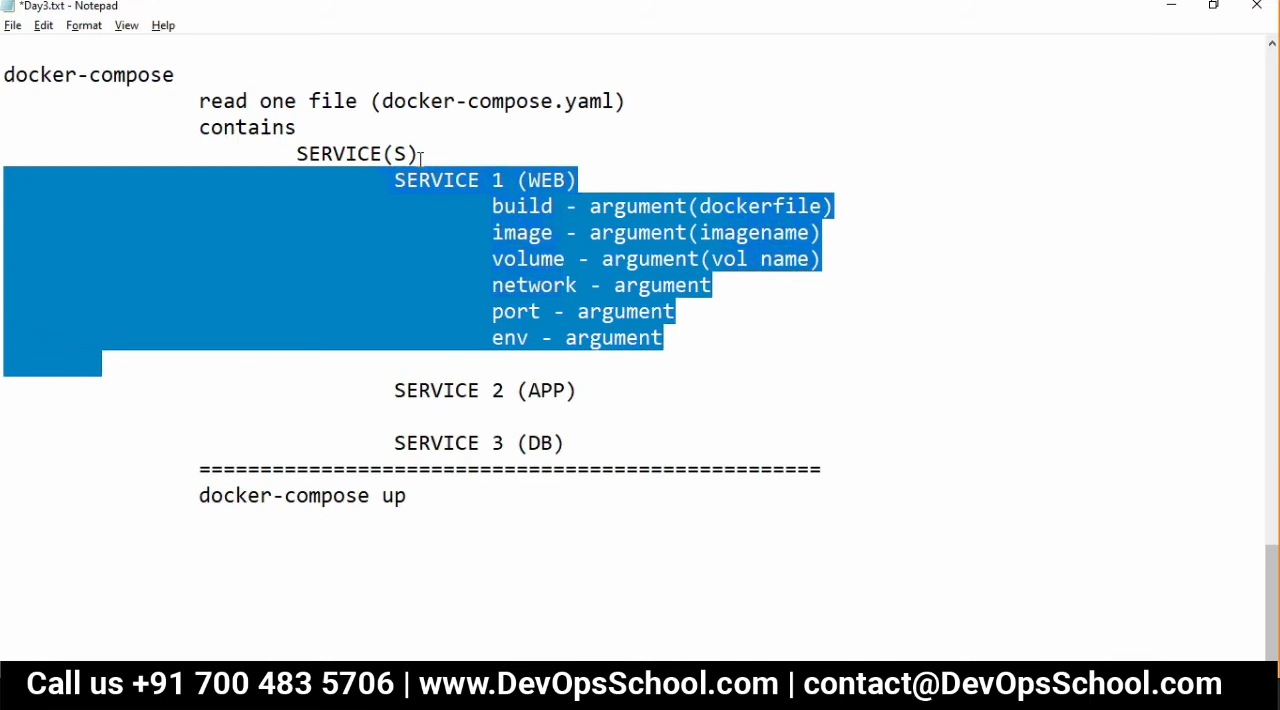 *Day3.txt - Notepad
File Edit Format View Help
docker-compose
read one file (docker-compose.yaml)
contains
SERVICE(S)
SERVICE 1 (WEB)
build - argument(dockerfile)
image - argument(imagename)
volume - argument(vol name)
network - argument
port - argument
env - argument
SERVICE 2 (APP)
SERVICE 3 (DB)
===================================================
docker-compose up
Call us +91 700 483 5706 | www.DevOpsSchool.com | contact@DevOpsSchool.com